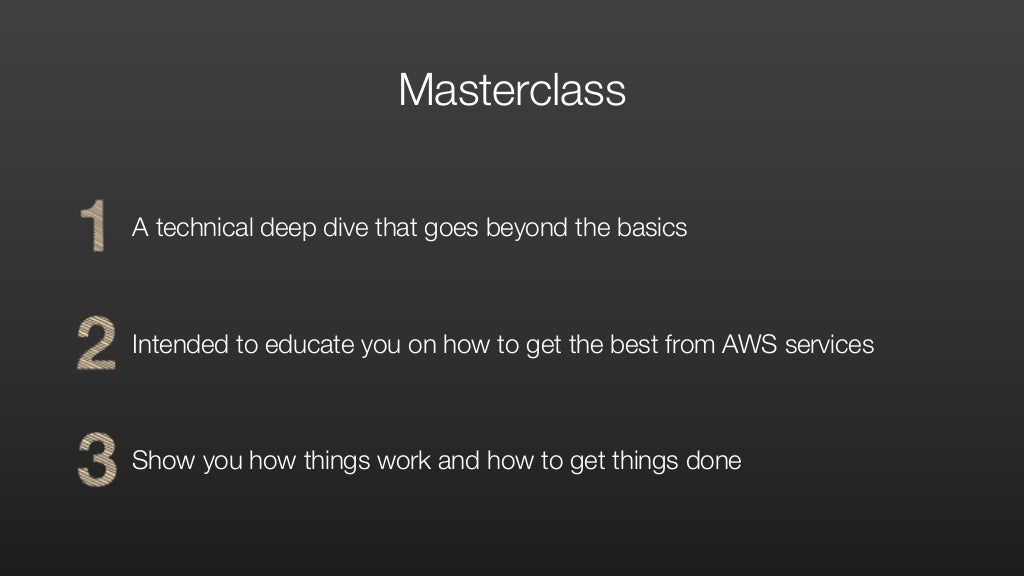 Masterclass
1 A technical deep dive that goes beyond the basics
2 Intended to educate you on how to get the best from AWS services
3 Show you how things work and how to get things done